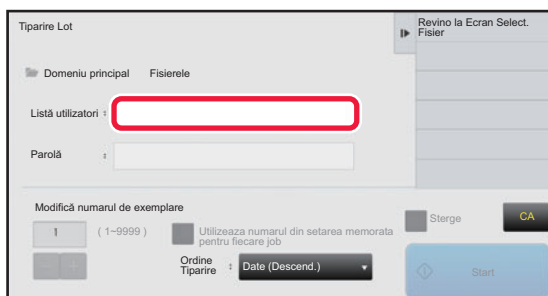 Tiparire Lot
Revino la Ecran Select.
Fisier
Domeniu principal Fisierele
Listă utilizatori :
Parolă :
Modifică numarul de exemplare
1 ( 1~9999 )
Utilizeaza numarul din setarea memorata
pentru fiecare job
Ordine
Tiparire : Date (Descend.)
Sterge
CA
Start